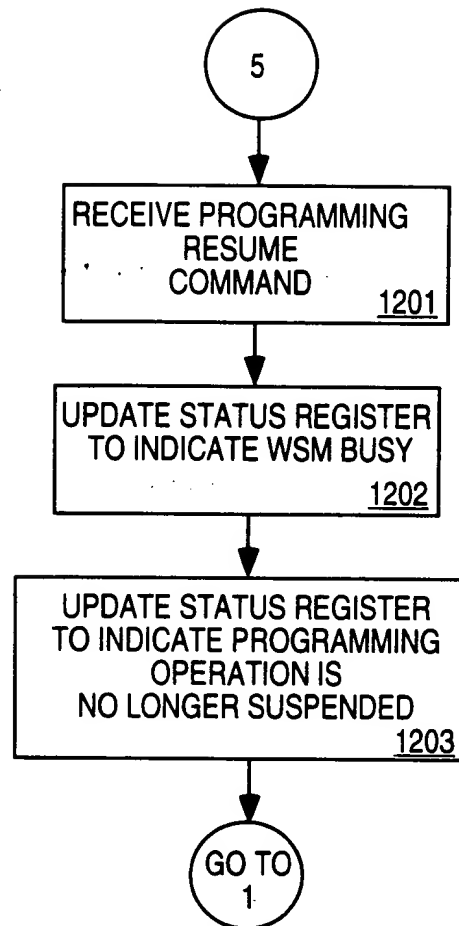 5
RECEIVE PROGRAMMING
RESUME
COMMAND
1201
UPDATE STATUS REGISTER
TO INDICATE WSM BUSY
1202
UPDATE STATUS REGISTER
TO INDICATE PROGRAMMING
OPERATION IS
NO LONGER SUSPENDED
1203
GO TO
1